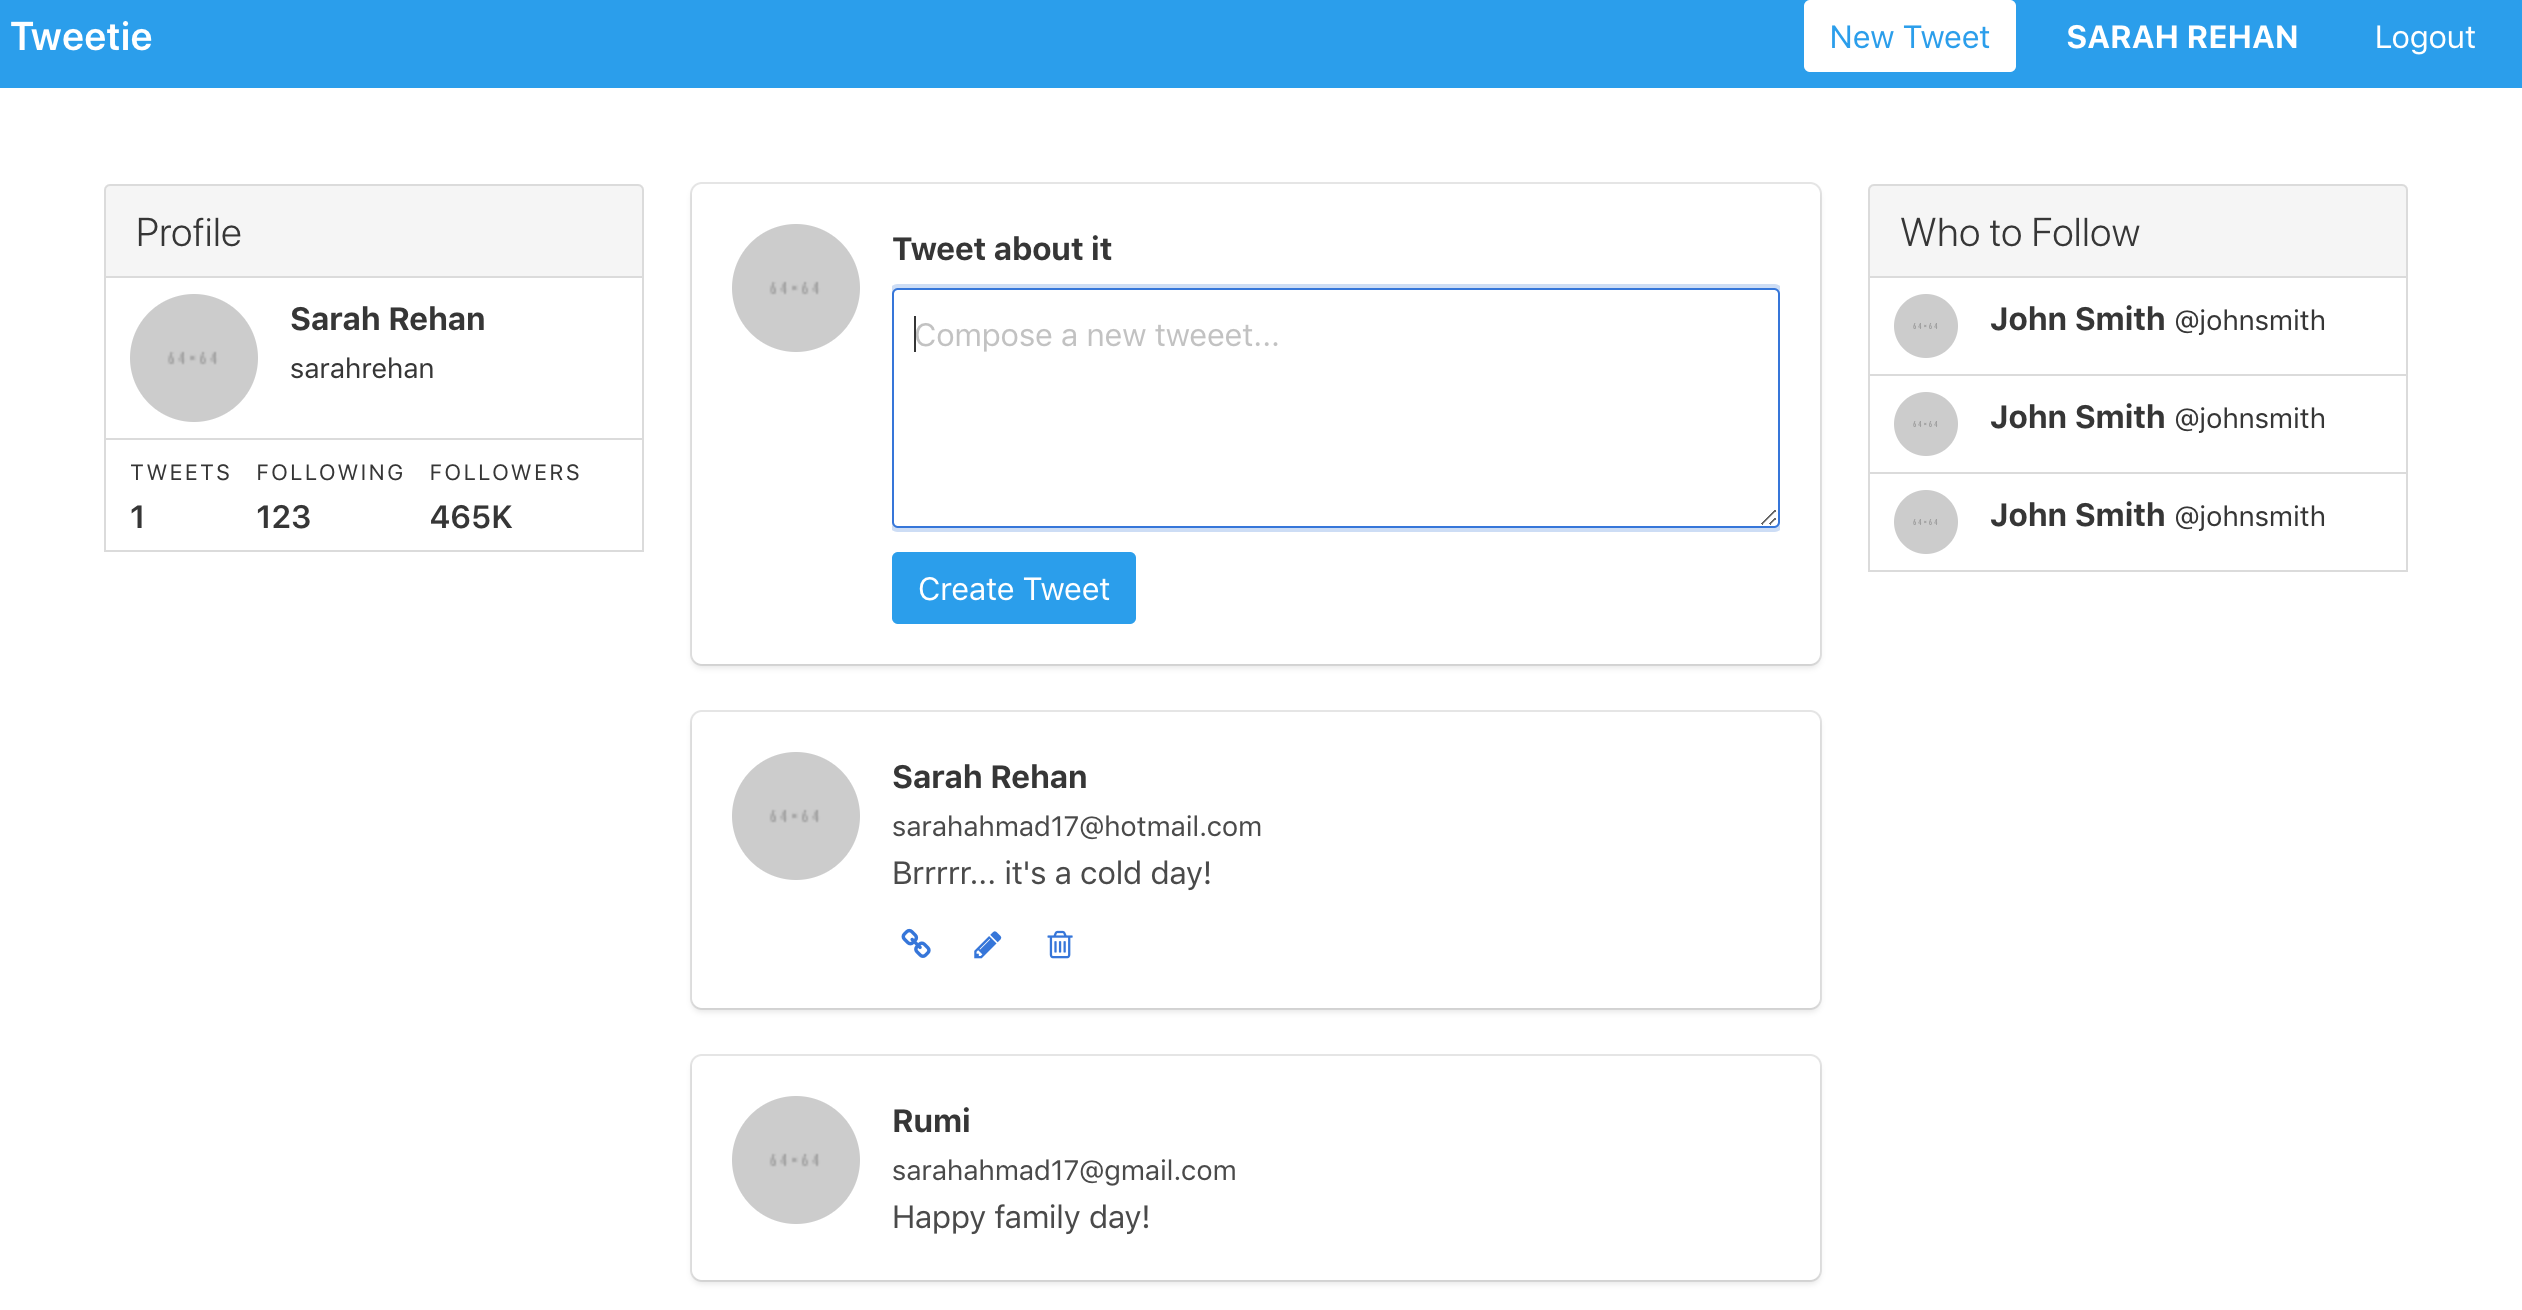 Tweetie
New Tweet SARAH REHAN Logout
Profile
64×64
Sarah Rehan
sarahrehan
TWEETS FOLLOWING FOLLOWERS
1 123 465K
64×64
Tweet about it
Compose a new tweeet...
Create Tweet
64×64
Sarah Rehan
sarahahmad17@hotmail.com
Brrrrr... it's a cold day!
64×64
Rumi
sarahahmad17@gmail.com
Happy family day!
Who to Follow
64×64
John Smith @johnsmith
64×64
John Smith @johnsmith
64×64
John Smith @johnsmith